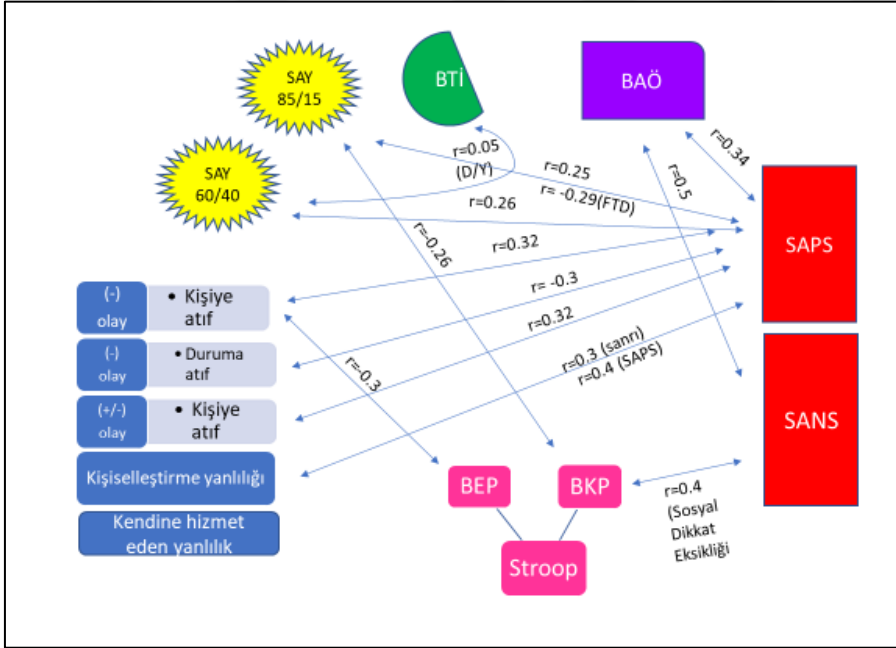 SAY
85/15
BTİ
BAÖ
SAY
60/40
r=0.05
(D/Y)
r=0.25
r= -0.29(FTD)
r=0.34
r=0.5
r=0.26
r=-0.26
r=0.32
SAPS
(-)
olay
• Kişiye
atıf
r= -0.3
r=0.32
(-)
olay
•Duruma
atıf
r=-0.3
r=0.3 (sanrı)
r=0.4 (SAPS)
(+/-)
olay
• Kişiye
atıf
SANS
Kişiselleştirme yanlılığı
BEP
BKP
r=0.4
(Sosyal
Dikkat
Eksikliği
Kendine hizmet
eden yanlılık
Stroop